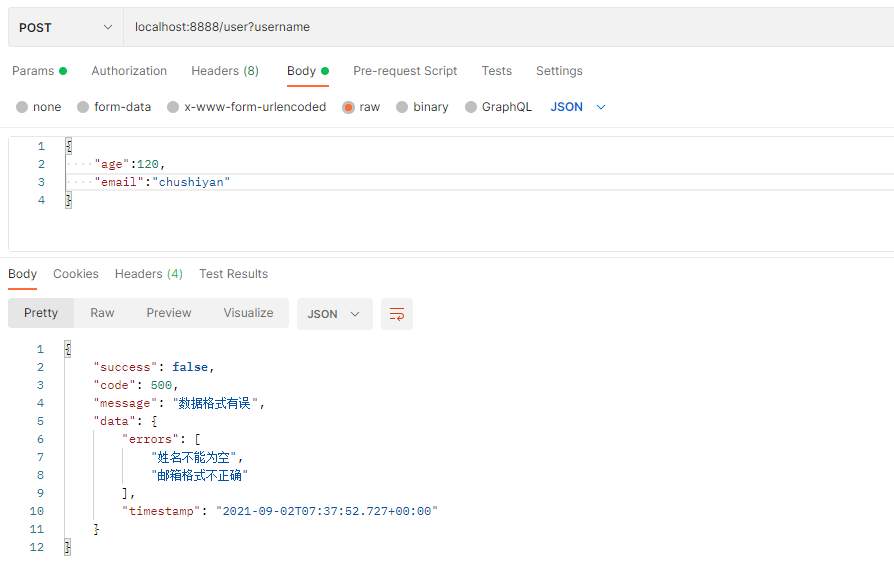 POST localhost:8888/user?username
Params Authorization Headers (8) Body Pre-request Script Tests Settings
none form-data x-www-form-urlencoded raw binary GraphQL JSON
1 {
2 "age":120,
3 "email":"chushiyan"
4 }
Body Cookies Headers (4) Test Results
Pretty Raw Preview Visualize JSON
1 {
2 "success": false,
3 "code": 500,
4 "message": "数据格式有误",
5 "data": {
6 "errors": [
7 "姓名不能为空",
8 "邮箱格式不正确"
9 ],
10 "timestamp": "2021-09-02T07:37:52.727+00:00"
11 }
12 }